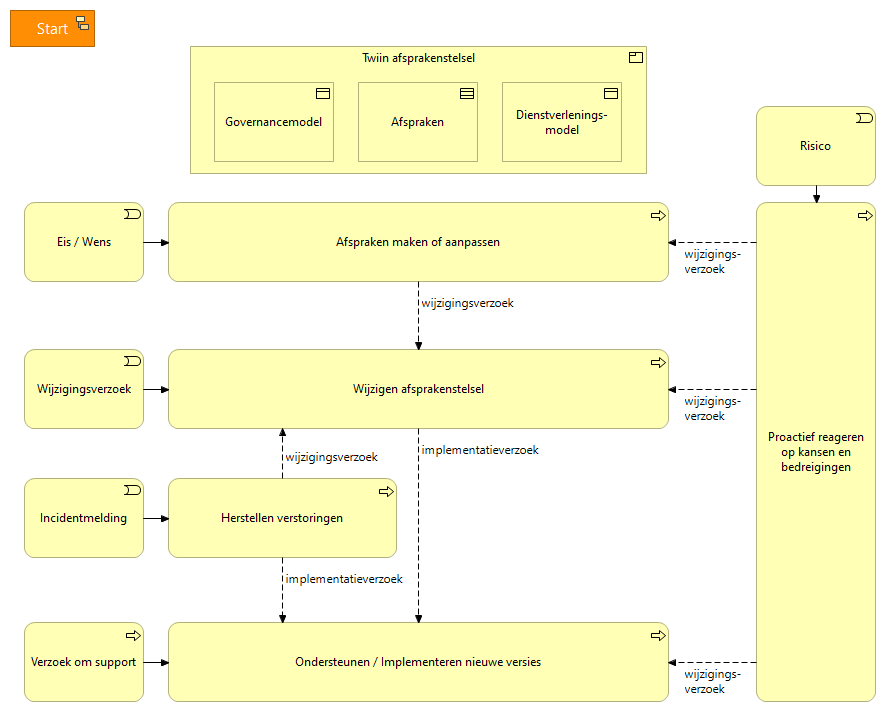 Start
Twiin afsprakenstelsel
Governancemodel
Afspraken
Dienstverlenings-
model
Risico
Eis / Wens
Afspraken maken of aanpassen
wijzigings-
verzoek
wijzigingsverzoek
Wijzigingsverzoek
Wijzigen afsprakenstelsel
wijzigings-
verzoek
Proactief reageren
op kansen en
bedreigingen
wijzigingsverzoek
implementatieverzoek
Incidentmelding
Herstellen verstoringen
implementatieverzoek
Verzoek om support
Ondersteunen / Implementeren nieuwe versies
wijzigings-
verzoek